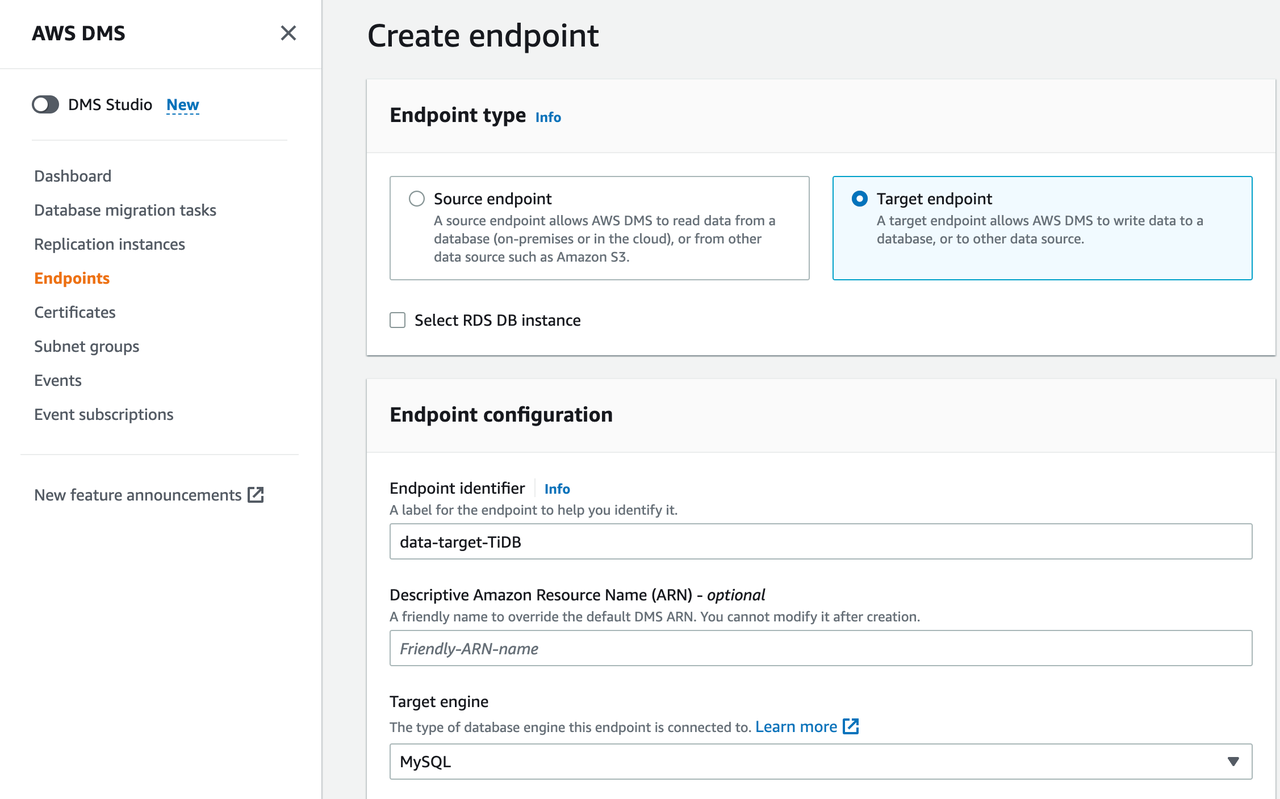 AWS DMS
DMS Studio New
Dashboard
Database migration tasks
Replication instances
Endpoints
Certificates
Subnet groups
Events
Event subscriptions
New feature announcements
Create endpoint
Endpoint type Info
Source endpoint
A source endpoint allows AWS DMS to read data from a
database (on-premises or in the cloud), or from other
data source such as Amazon S3.
Target endpoint
A target endpoint allows AWS DMS to write data to a
database, or to other data source.
Select RDS DB instance
Endpoint configuration
Endpoint identifier Info
A label for the endpoint to help you identify it.
data-target-TiDB
Descriptive Amazon Resource Name (ARN) - optional
A friendly name to override the default DMS ARN. You cannot modify it after creation.
Friendly-ARN-name
Target engine
The type of database engine this endpoint is connected to. Learn more
MySQL